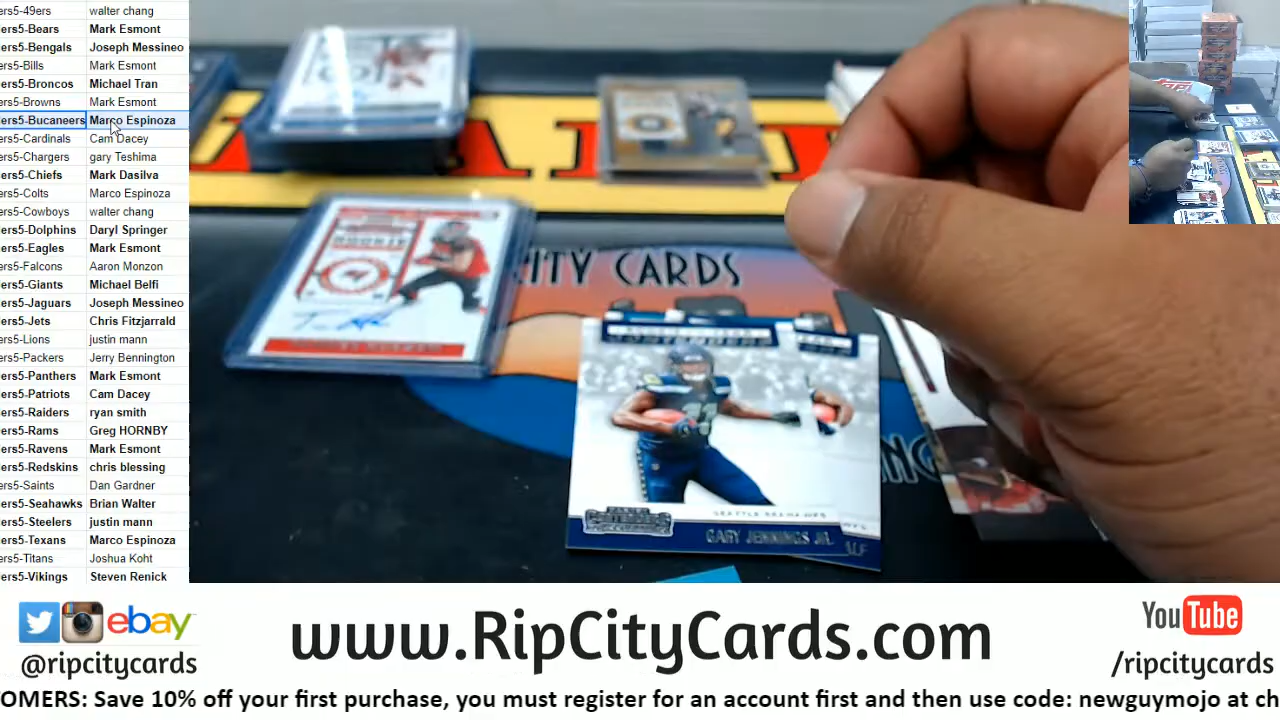 ers5-49ers walter chang
ers5-Bears Mark Esmont
ers5-Bengals Joseph Messineo
ers5-Bills Mark Esmont
ers5-Broncos Michael Tran
ers5-Browns Mark Esmont
ers5-Bucaneers Marco Espinoza
ers5-Cardinals Cam Dacey
ers5-Chargers gary Teshima
ers5-Chiefs Mark Dasilva
ers5-Colts Marco Espinoza
ers5-Cowboys walter chang
ers5-Dolphins Daryl Springer
ers5-Eagles Mark Esmont
ers5-Falcons Aaron Monzon
ers5-Giants Michael Belfi
ers5-Jaguars Joseph Messineo
ers5-Jets Chris Fitzjarrald
ers5-Lions justin mann
ers5-Packers Jerry Bennington
ers5-Panthers Mark Esmont
ers5-Patriots Cam Dacey
ers5-Raiders ryan smith
ers5-Rams Greg HORNBY
ers5-Ravens Mark Esmont
ers5-Redskins chris blessing
ers5-Saints Dan Gardner
ers5-Seahawks Brian Walter
ers5-Steelers justin mann
ers5-Texans Marco Espinoza
ers5-Titans Joshua Koht
ers5-Vikings Steven Renick
CITY CARDS
SEATTLE SEAHAWKS
GARY JENNINGS JR.
ebay
@ripcitycards
www.RipCityCards.com
YouTube
/ripcitycards
OMERS: Save 10% off your first purchase, you must register for an account first and then use code: newguymojo at ch